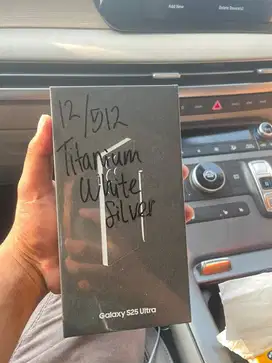 12/512
Titanium
White
Silver
Galaxy S25 Ultra